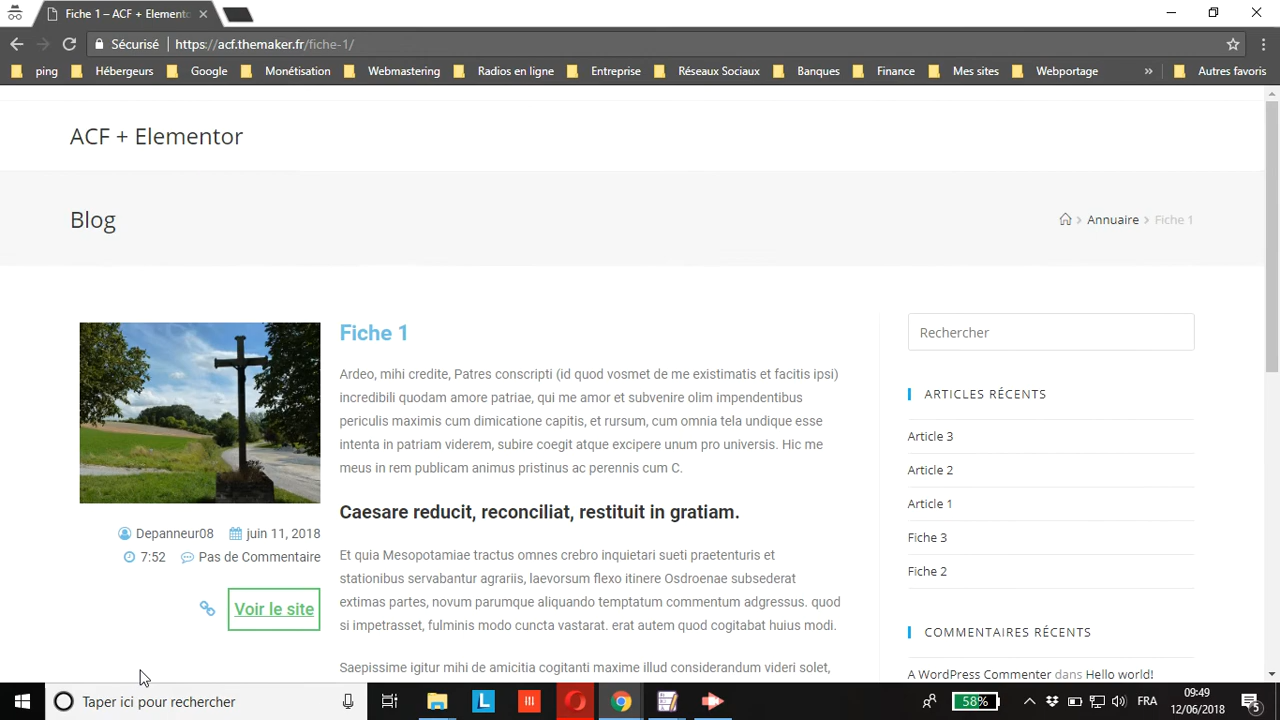 Fiche 1 – ACF + Elemento
Sécurisé https://acf.themaker.fr/fiche-1/
ping Hébergeurs Google Monétisation Webmastering Radios en ligne Entreprise Réseaux Sociaux Banques Finance Mes sites Webportage » Autres favoris
ACF + Elementor
Blog
Annuaire Fiche 1
Depanneur08 juin 11, 2018
7:52 Pas de Commentaire
Voir le site
Fiche 1
Ardeo, mihi credite, Patres conscripti (id quod vosmet de me existimatis et facitis ipsi)
incredibili quodam amore patriae, qui me amor et subvenire olim impendentibus
periculis maximis cum dimicatione capitis, et rursum, cum omnia tela undique esse
intenta in patriam viderem, subire coegit atque excipere unum pro universis. Hic me
meus in rem publicam animus pristinus ac perennis cum C.
Caesare reducit, reconciliat, restituit in gratiam.
Et quia Mesopotamiae tractus omnes crebro inquietari sueti praetenturis et
stationibus servabantur agrariis, laevorsum flexo itinere Osdroenae subsederat
extimas partes, novum parumque aliquando temptatum commentum adgressus. quod
si impetrasset, fulminis modo cuncta vastarat. erat autem quod cogitabat huius modi.
Saepissime igitur mihi de amicitia cogitanti maxime illud considerandum videri solet,
Rechercher
ARTICLES RÉCENTS
Article 3
Article 2
Article 1
Fiche 3
Fiche 2
COMMENTAIRES RÉCENTS
A WordPress Commenter dans Hello world!
Taper ici pour rechercher
58%
FRA
09:49
12/06/2018
5